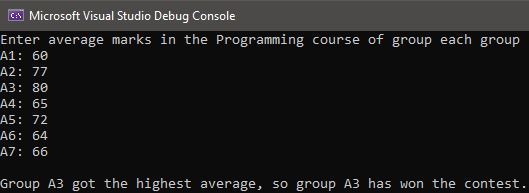 Microsoft Visual Studio Debug Console
Enter average marks in the Programming course of group each group
A1: 60
A2: 77
A3: 80
A4: 65
A5: 72
A6: 64
A7: 66
Group A3 got the highest average, so group A3 has won the contest.